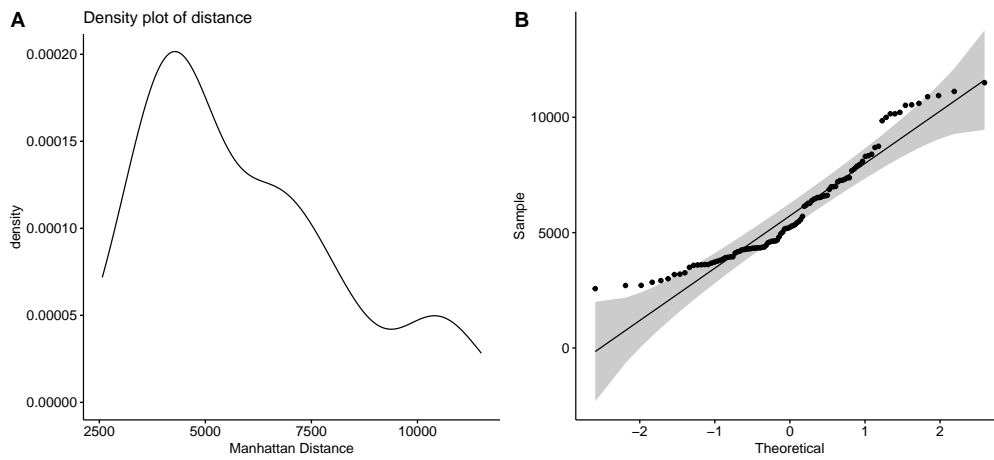 A
Density plot of distance
density
0.00020
0.00015
0.00010
0.00005
0.00000
2500 5000 7500 10000
Manhattan Distance
B
Sample
10000
5000
0
−2 −1 0 1 2
Theoretical